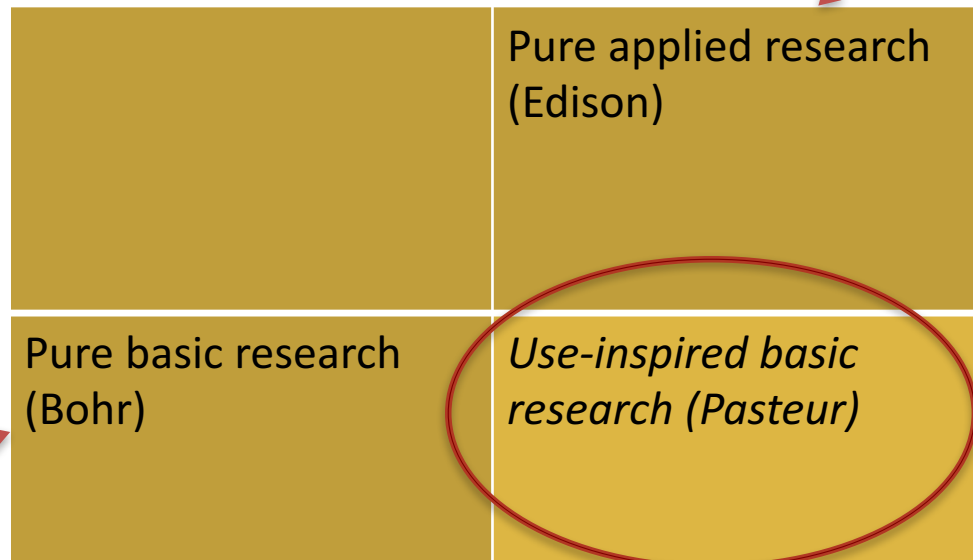 Pure applied research
(Edison)
Pure basic research
(Bohr)
Use-inspired basic
research (Pasteur)